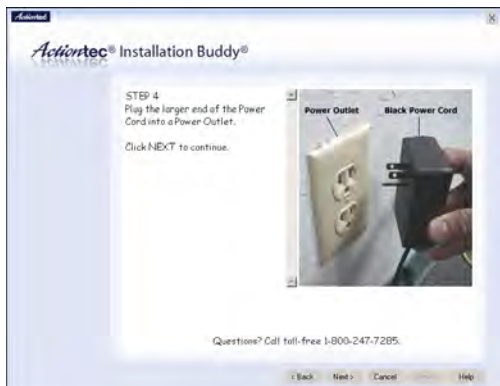 Actiontec
Actiontec® Installation Buddy®
STEP 4
Plug the larger end of the Power
Cord into a Power Outlet.
Click NEXT to continue.
Power Outlet
Black Power Cord
Questions? Call toll-free 1-800-247-7285.
< Back Next > Cancel Help